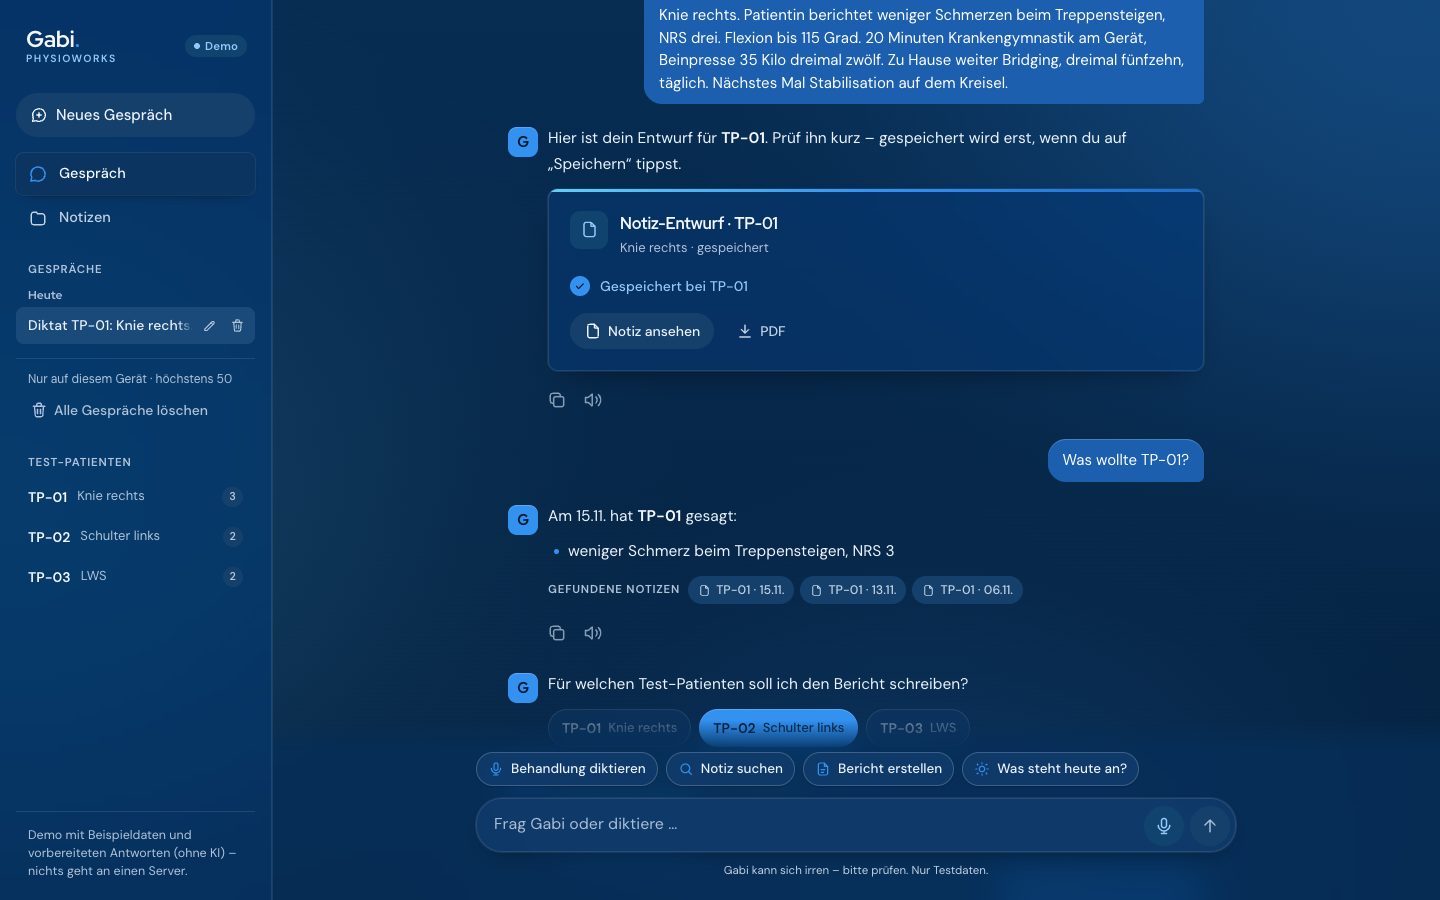 Gabi.
PHYSIOWORKS
Demo
Neues Gespräch
Gespräch
Notizen
GESPRÄCHE
Heute
Diktat TP-01: Knie rechts
Nur auf diesem Gerät · höchstens 50
Alle Gespräche löschen
TEST-PATIENTEN
TP-01 Knie rechts 3
TP-02 Schulter links 2
TP-03 LWS 2
Demo mit Beispieldaten und
vorbereiteten Antworten (ohne KI) –
nichts geht an einen Server.
Knie rechts. Patientin berichtet weniger Schmerzen beim Treppensteigen,
NRS drei. Flexion bis 115 Grad. 20 Minuten Krankengymnastik am Gerät,
Beinpresse 35 Kilo dreimal zwölf. Zu Hause weiter Bridging, dreimal fünfzehn,
täglich. Nächstes Mal Stabilisation auf dem Kreisel.
G
Hier ist dein Entwurf für TP-01. Prüf ihn kurz – gespeichert wird erst, wenn du auf
„Speichern“ tippst.
Notiz-Entwurf · TP-01
Knie rechts · gespeichert
Gespeichert bei TP-01
Notiz ansehen
PDF
Was wollte TP-01?
G
Am 15.11. hat TP-01 gesagt:
• weniger Schmerz beim Treppensteigen, NRS 3
GEFUNDENE NOTIZEN TP-01 · 15.11. TP-01 · 13.11. TP-01 · 06.11.
G
Für welchen Test-Patienten soll ich den Bericht schreiben?
TP-01 Knie rechts TP-02 Schulter links TP-03 LWS
Behandlung diktieren Notiz suchen Bericht erstellen Was steht heute an?
Frag Gabi oder diktiere ...
Gabi kann sich irren – bitte prüfen. Nur Testdaten.